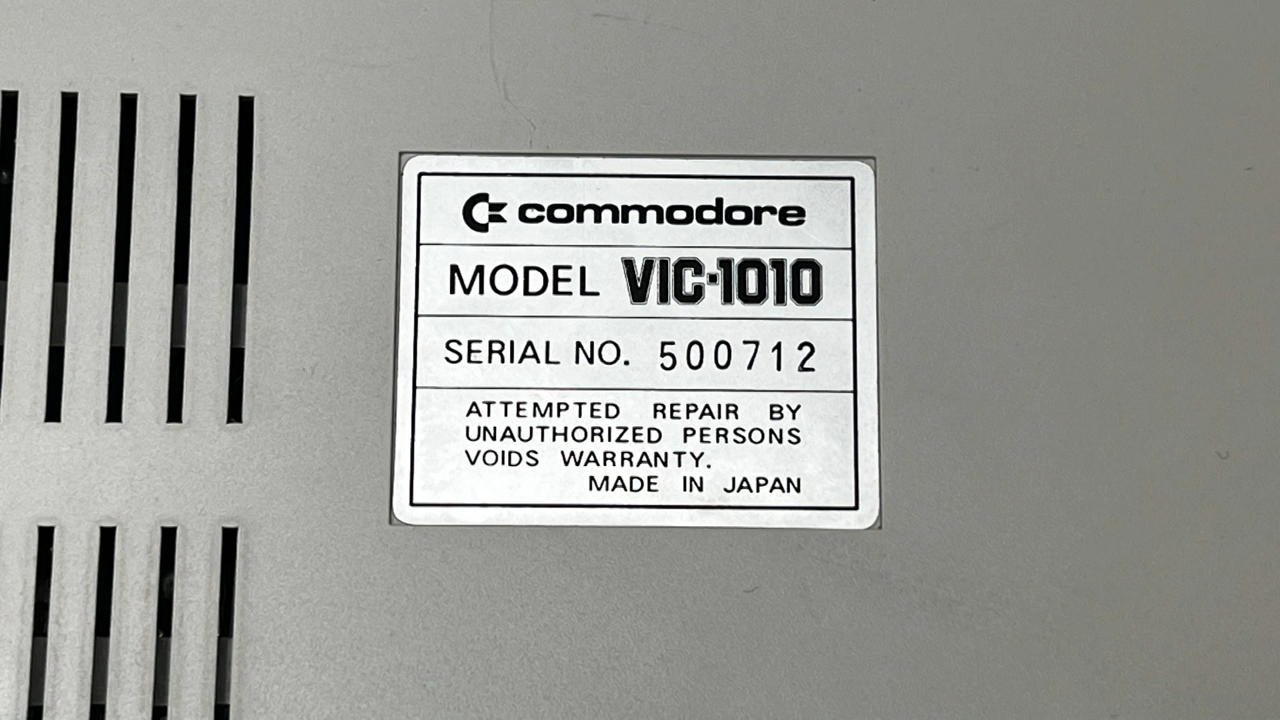 commodore
MODEL VIC-1010
SERIAL NO. 500712
ATTEMPTED REPAIR BY
UNAUTHORIZED PERSONS
VOIDS WARRANTY.
MADE IN JAPAN